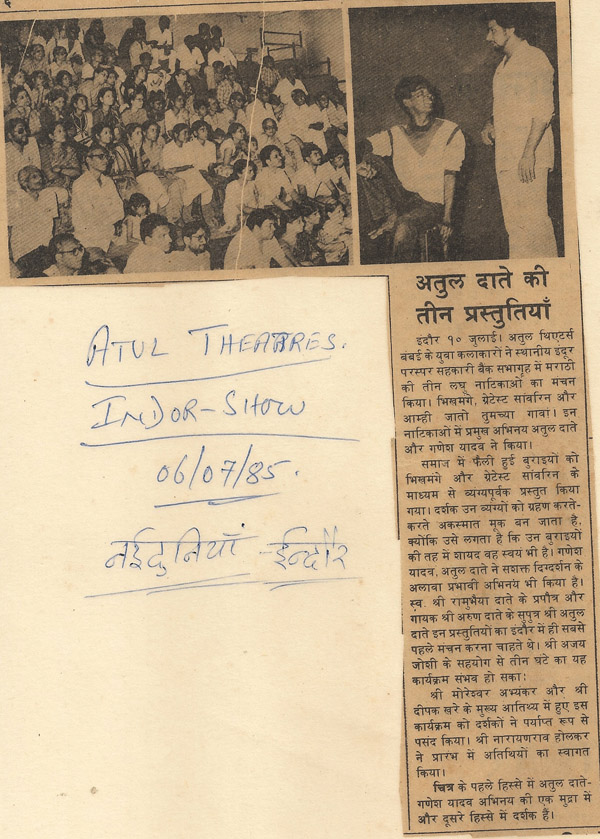 अतुल दाते की
तीन प्रस्तुतियाँ
इंदौर १० जुलाई। अतुल थिएटर्स
बंबई के युवा कलाकारों ने स्थानीय इंदूर
परस्पर सहकारी बैंक सभागृह में मराठी
की तीन लघु नाटिकाओं का मंचन
किया। भिखमंगे, ग्रेटेस्ट सॉवरिन और
आम्ही जातो तुमच्या गावां। इन
नाटिकाओं में प्रमुख अभिनय अतुल दाते
और गणेश यादव ने किया।
समाज में फैली हुई बुराइयों को
भिखमंगे और ग्रेटेस्ट सॉवरिन के
माध्यम से व्यंग्यपूर्वक प्रस्तुत किया
गया। दर्शक उन व्यंग्यों को ग्रहण करते-
करते अकस्मात मूक बन जाता है,
क्योंकि उसे लगता है कि उन बुराइयों
की तह में शायद वह स्वयं भी है। गणेश
यादव, अतुल दाते ने सशक्त दिग्दर्शन के
अलावा प्रभावी अभिनय भी किया है।
स्व. श्री रामुभैया दाते के प्रपौत्र और
गायक श्री अरुण दाते के सुपुत्र श्री अतुल
दाते इन प्रस्तुतियों का इंदौर में ही सबसे
पहले मंचन करना चाहते थे। श्री अजय
जोशी के सहयोग से तीन घंटे का यह
कार्यक्रम संभव हो सका:
श्री मोरेश्वर अभ्यंकर और श्री
दीपक खरे के मुख्य आतिथ्य में हुए इस
कार्यक्रम को दर्शकों ने पर्याप्त रूप से
पसंद किया। श्री नारायणराव होलकर
ने प्रारंभ में अतिथियों का स्वागत
किया।
चित्र के पहले हिस्से में अतुल दाते-
गणेश यादव अभिनय की एक मुद्रा में
और दूसरे हिस्से में दर्शक हैं।
ATUL THEATRES.
INDOR-SHOW
06/07/85.
नईदुनियाँ - ईन्दौर